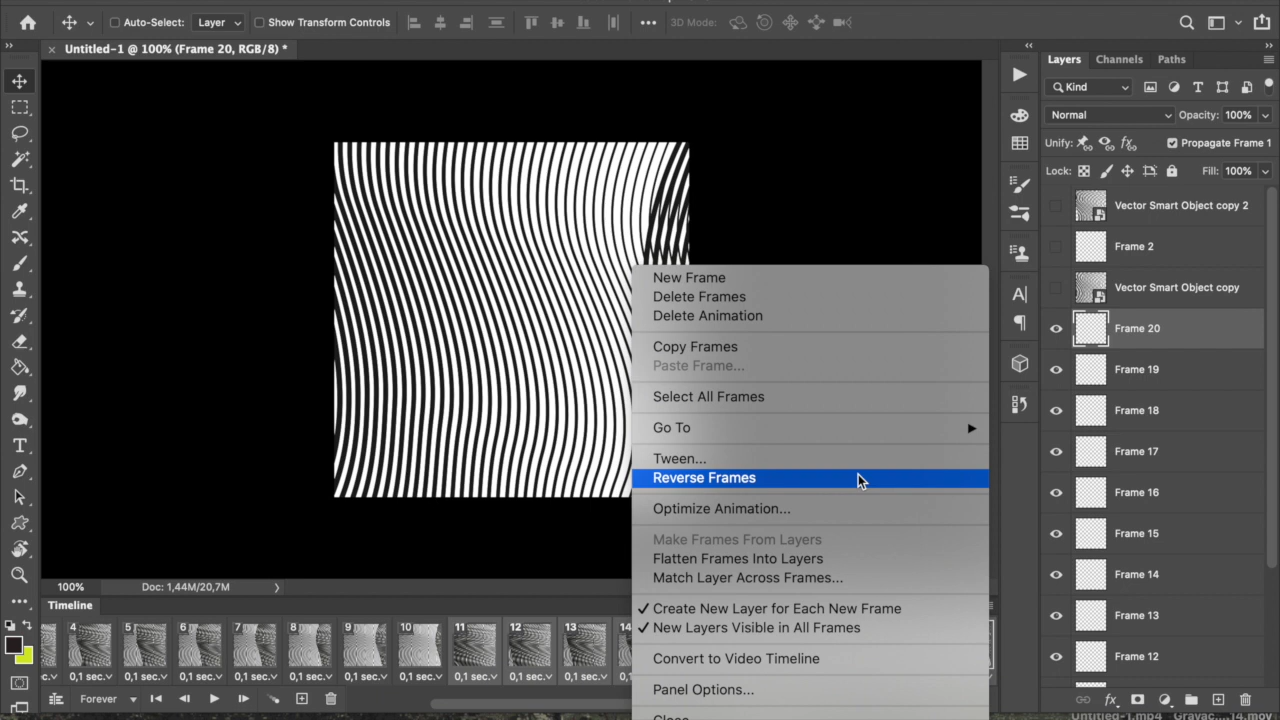 Auto-Select:
Layer
Show Transform Controls
3D Mode:
Untitled-1 @ 100% (Frame 20, RGB/8) *
Layers
Channels
Paths
Kind
Normal
Opacity: 100%
Unify:
Propagate Frame 1
Lock:
Fill: 100%
Vector Smart Object copy 2
Frame 2
Vector Smart Object copy
Frame 20
Frame 19
Frame 18
Frame 17
Frame 16
Frame 15
Frame 14
Frame 13
Frame 12
New Frame
Delete Frames
Delete Animation
Copy Frames
Paste Frame...
Select All Frames
Go To
Tween...
Reverse Frames
Optimize Animation...
Make Frames From Layers
Flatten Frames Into Layers
Match Layer Across Frames...
Create New Layer for Each New Frame
New Layers Visible in All Frames
Convert to Video Timeline
Panel Options...
Close
100%
Doc: 1,44M/20,7M
Timeline
4 5 6 7 8 9 10 11 12 13 14
0,1 sec. 0,1 sec. 0,1 sec. 0,1 sec. 0,1 sec. 0,1 sec. 0,1 sec. 0,1 sec. 0,1 sec. 0,1 sec.
Forever
Untitled-1.mp4